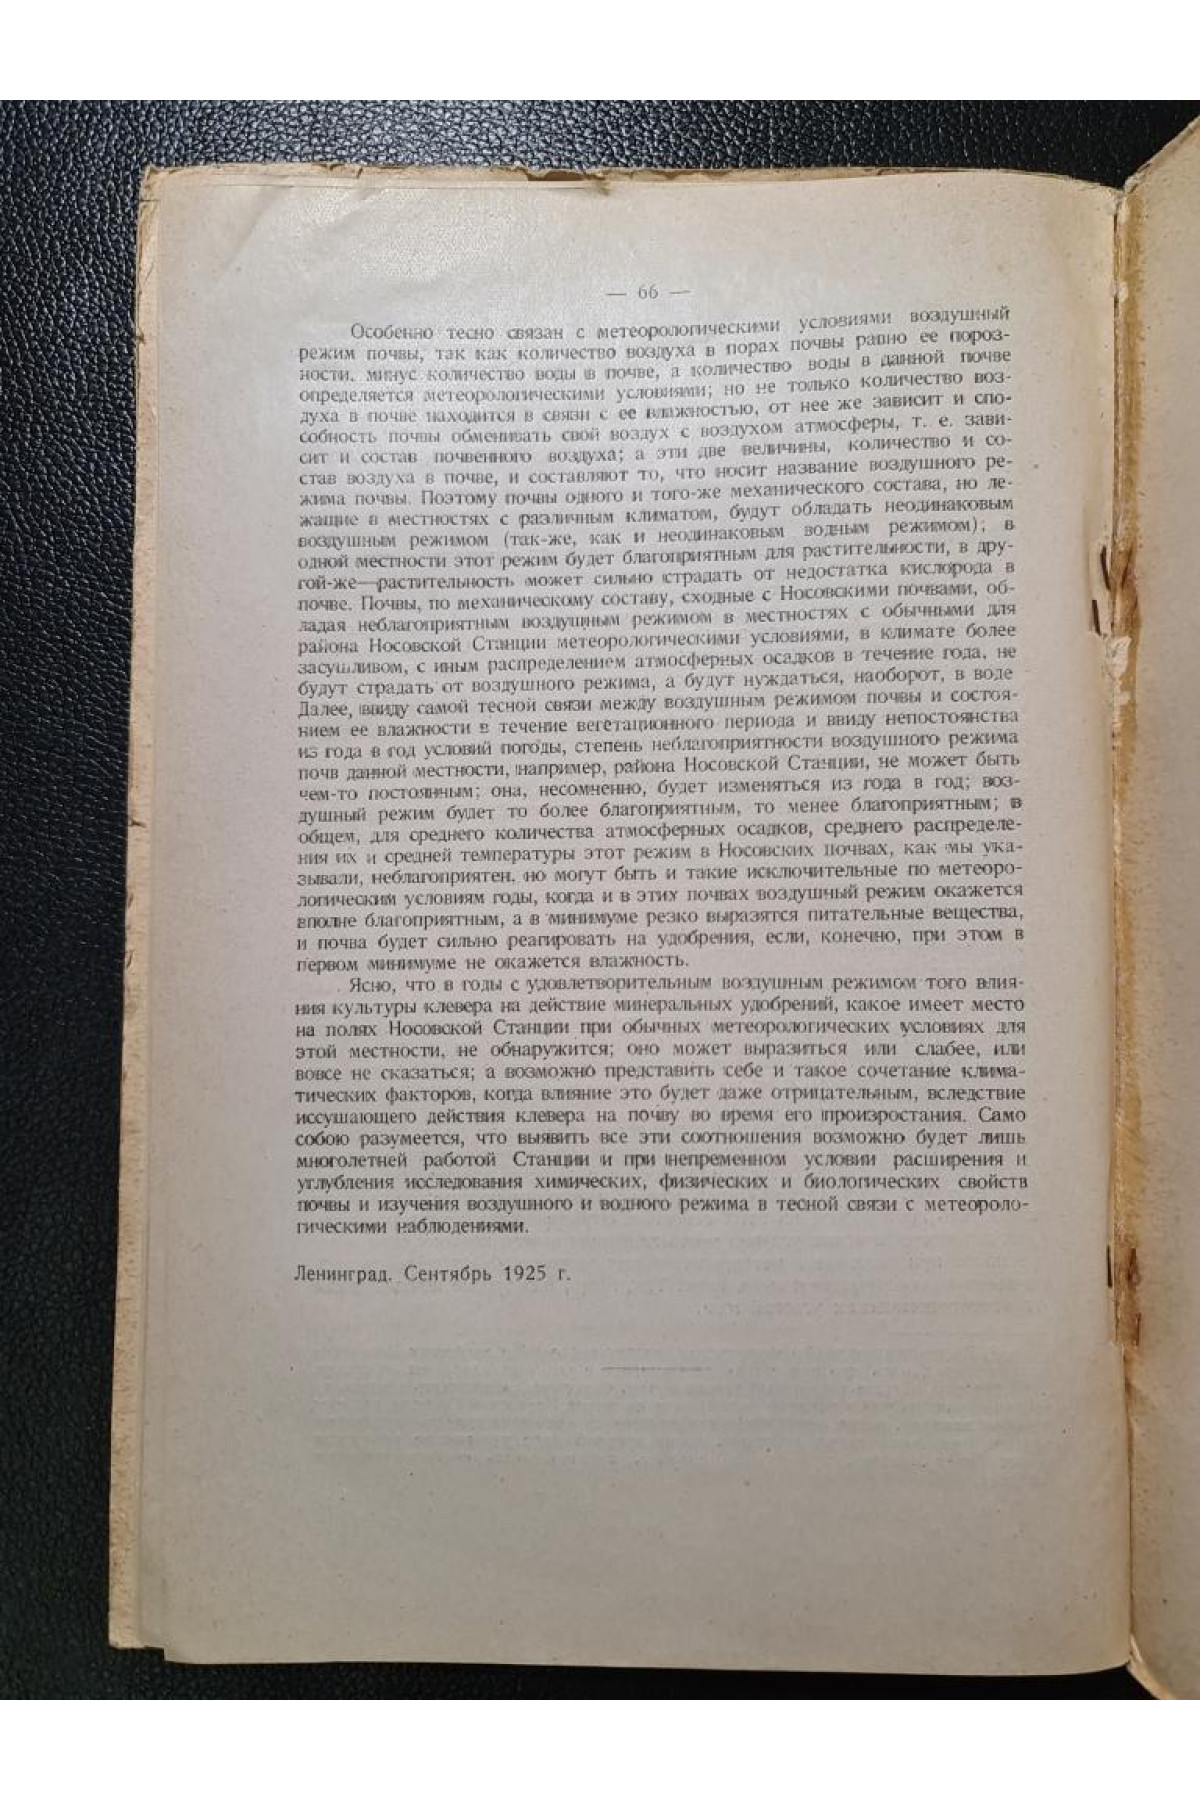 — 66 —
Особенно тесно связан с метеорологическими условиями воздушный
режим почвы, так как количество воздуха в порах почвы равно ее пороз-
ности, минус количество воды в почве, а количество воды в данной почве
определяется метеорологическими условиями; но не только количество воз-
духа в почве находится в связи с ее влажностью, от нее же зависит и спо-
собность почвы обменивать свой воздух с воздухом атмосферы, т. е. зави-
сит и состав почвенного воздуха; а эти две величины, количество и со-
став воздуха в почве, и составляют то, что носит название воздушного ре-
жима почвы. Поэтому почвы одного и того-же механического состава, но ле-
жащие в местностях с различным климатом, будут обладать неодинаковым
воздушным режимом (так-же, как и неодинаковым водным режимом); в
одной местности этот режим будет благоприятным для растительности, в дру-
гой-же—растительность может сильно страдать от недостатка кислорода в
почве. Почвы, по механическому составу, сходные с Носовскими почвами, об-
ладая неблагоприятным воздушным режимом в местностях с обычными для
района Носовской Станции метеорологическими условиями, в климате более
засушливом, с иным распределением атмосферных осадков в течение года, не
будут страдать от воздушного режима, а будут нуждаться, наоборот, в воде
Далее, ввиду самой тесной связи между воздушным режимом почвы и состоя-
нием ее влажности в течение вегетационного периода и ввиду непостоянства
из года в год условий погоды, степень неблагоприятности воздушного режима
почв данной местности, например, района Носовской Станции, не может быть
чем-то постоянным; она, несомненно, будет изменяться из года в год; воз-
душный режим будет то более благоприятным, то менее благоприятным; в
общем, для среднего количества атмосферных осадков, среднего распределе-
ния их и средней температуры этот режим в Носовских почвах, как мы ука-
зывали, неблагоприятен, но могут быть и такие исключительные по метеоро-
логическим условиям годы, когда и в этих почвах воздушный режим окажется
вполне благоприятным, а в минимуме резко выразятся питательные вещества,
и почва будет сильно реагировать на удобрения, если, конечно, при этом в
первом минимуме не окажется влажность.
Ясно, что в годы с удовлетворительным воздушным режимом того влия-
ния культуры клевера на действие минеральных удобрений, какое имеет место
на полях Носовской Станции при обычных метеорологических условиях для
этой местности, не обнаружится; оно может выразиться или слабее, или
вовсе не сказаться; а возможно представить себе и такое сочетание клима-
тических факторов, когда влияние это будет даже отрицательным, вследствие
иссушающего действия клевера на почву во время его произростания. Само
собою разумеется, что выявить все эти соотношения возможно будет лишь
многолетней работой Станции и при непременном условии расширения и
углубления исследования химических, физических и биологических свойств
почвы и изучения воздушного и водного режима в тесной связи с метеороло-
гическими наблюдениями.
Ленинград. Сентябрь 1925 г.